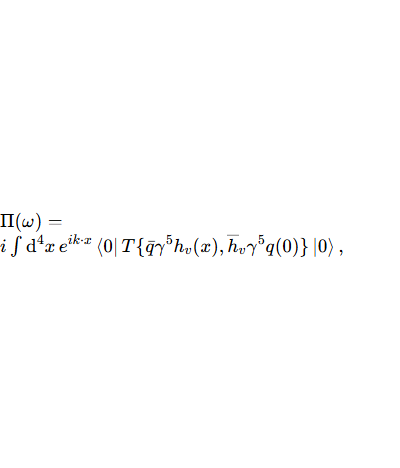 Π(ω) =
i ∫ d⁴x e^{ik·x} ⟨0| T{q̄γ⁵h_v(x), h̅_vγ⁵q(0)} |0⟩ ,